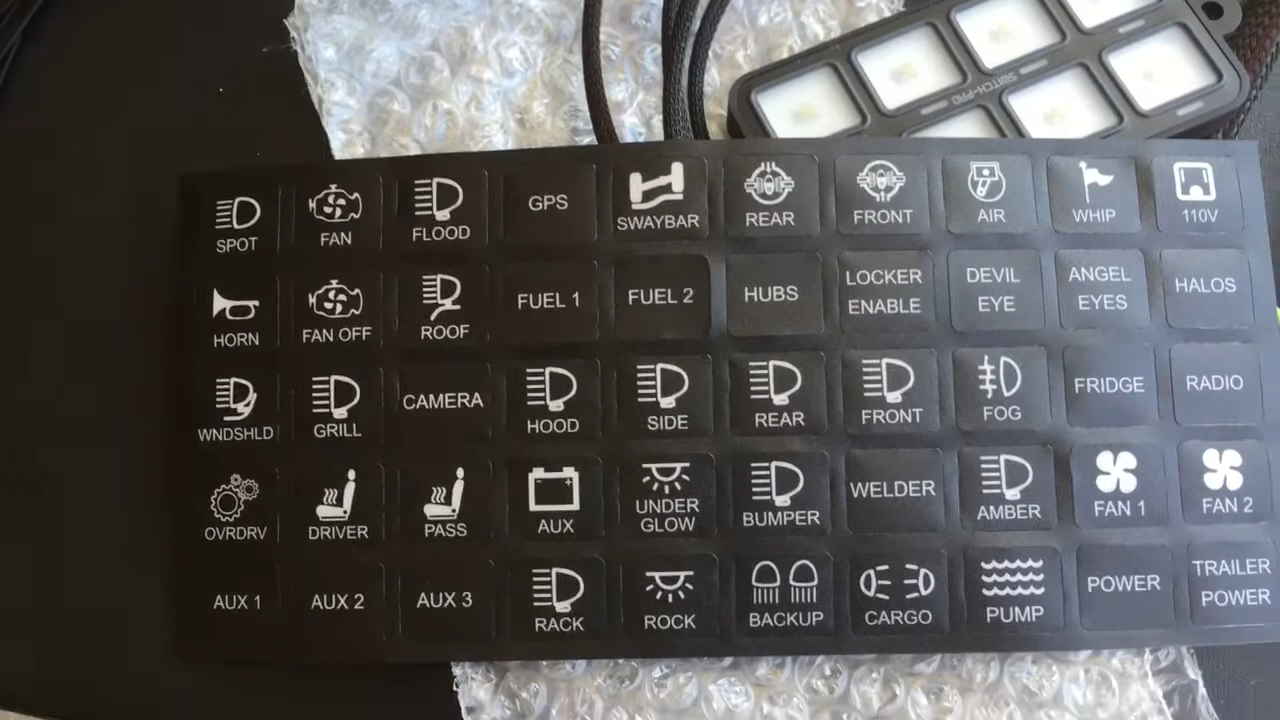 SWITCH-PRO
SPOT
FAN
FLOOD
GPS
SWAYBAR
REAR
FRONT
AIR
WHIP
110V
HORN
FAN OFF
ROOF
FUEL 1
FUEL 2
HUBS
LOCKER
ENABLE
DEVIL
EYE
ANGEL
EYES
HALOS
WNDSHLD
GRILL
CAMERA
HOOD
SIDE
REAR
FRONT
FOG
FRIDGE
RADIO
OVRDRV
DRIVER
PASS
AUX
UNDER
GLOW
BUMPER
WELDER
AMBER
FAN 1
FAN 2
AUX 1
AUX 2
AUX 3
RACK
ROCK
BACKUP
CARGO
PUMP
POWER
TRAILER
POWER